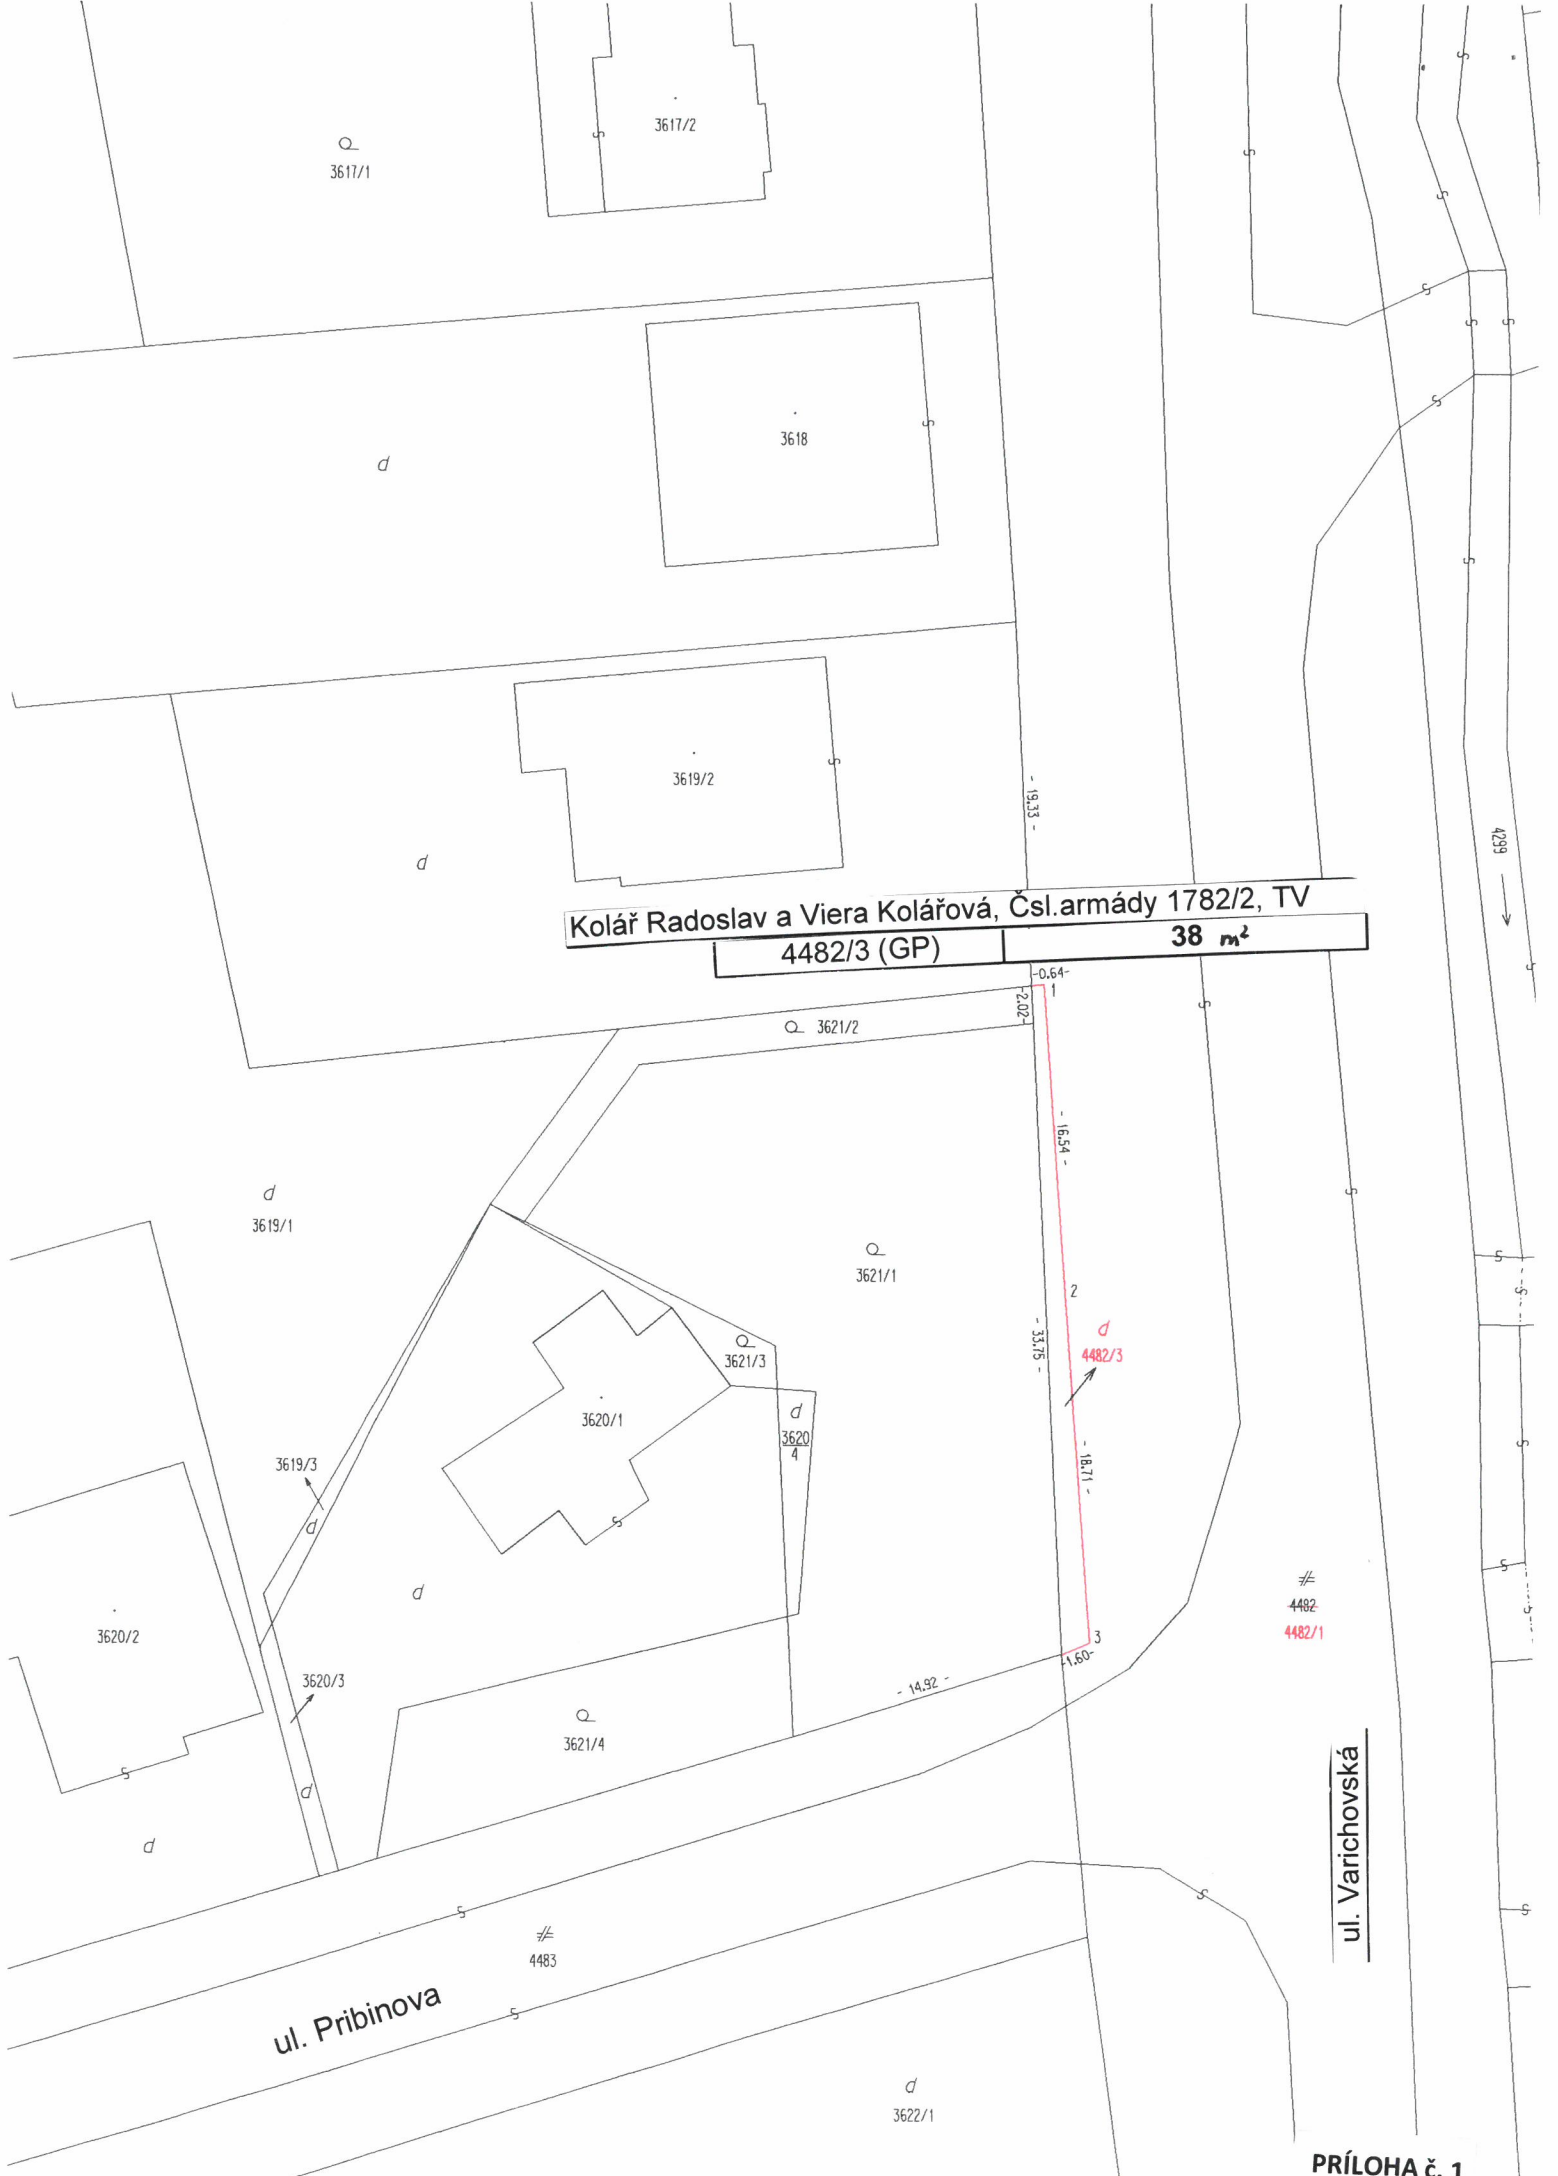 3617/2
3617/1
3618
3619/2
- 19.33 -
4299
Kolář Radoslav a Viera Kolářová, Čsl.armády 1782/2, TV
4482/3 (GP)
38 m²
-0.64-
1
-2.02-
3621/2
- 16.54 -
3619/1
3621/1
2
- 33.75 -
4482/3
3621/3
3620/1
3620
4
3619/3
- 18.71 -
4482
4482/1
3620/2
3
-1.60-
3620/3
- 14.92 -
3621/4
ul. Varichovská
4483
ul. Pribinova
3622/1
PRÍLOHA č. 1